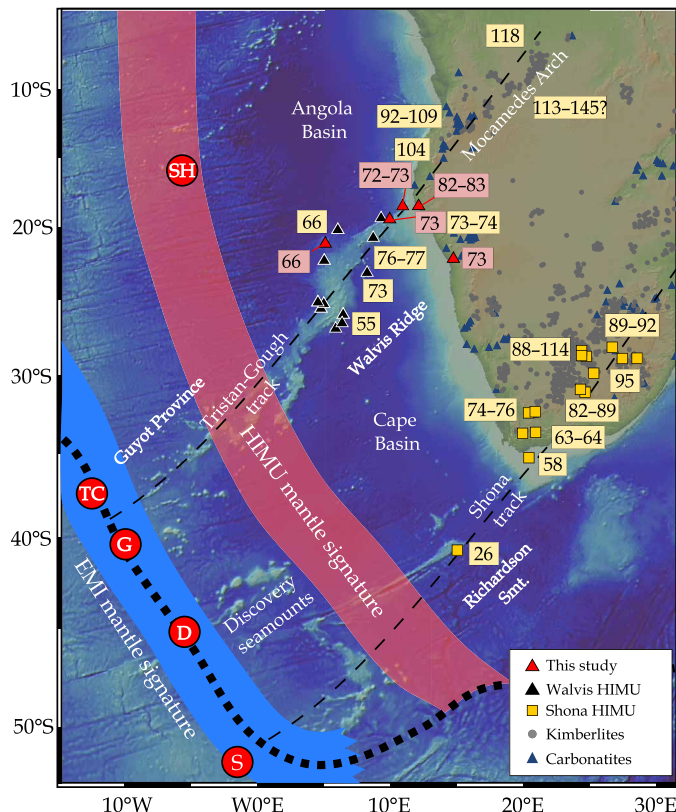 118
10°S
Mocamedes Arch
Angola
Basin
113–145?
92–109
104
SH
72–73
82–83
20°S
66
73
73–74
76–77
66
73
73
55
Walvis Ridge
89–92
88–114
30°S
95
Guyot Province
Tristan-Gough
track
74–76
82–89
Cape
Basin
63–64
58
HIMU mantle signature
Shona
track
TC
40°S
G
26
Richardson
Smt.
EMI mantle signature
Discovery
seamounts
D
This study
Walvis HIMU
Shona HIMU
Kimberlites
Carbonatites
50°S
S
10°W
W0°E
10°E
20°E
30°E